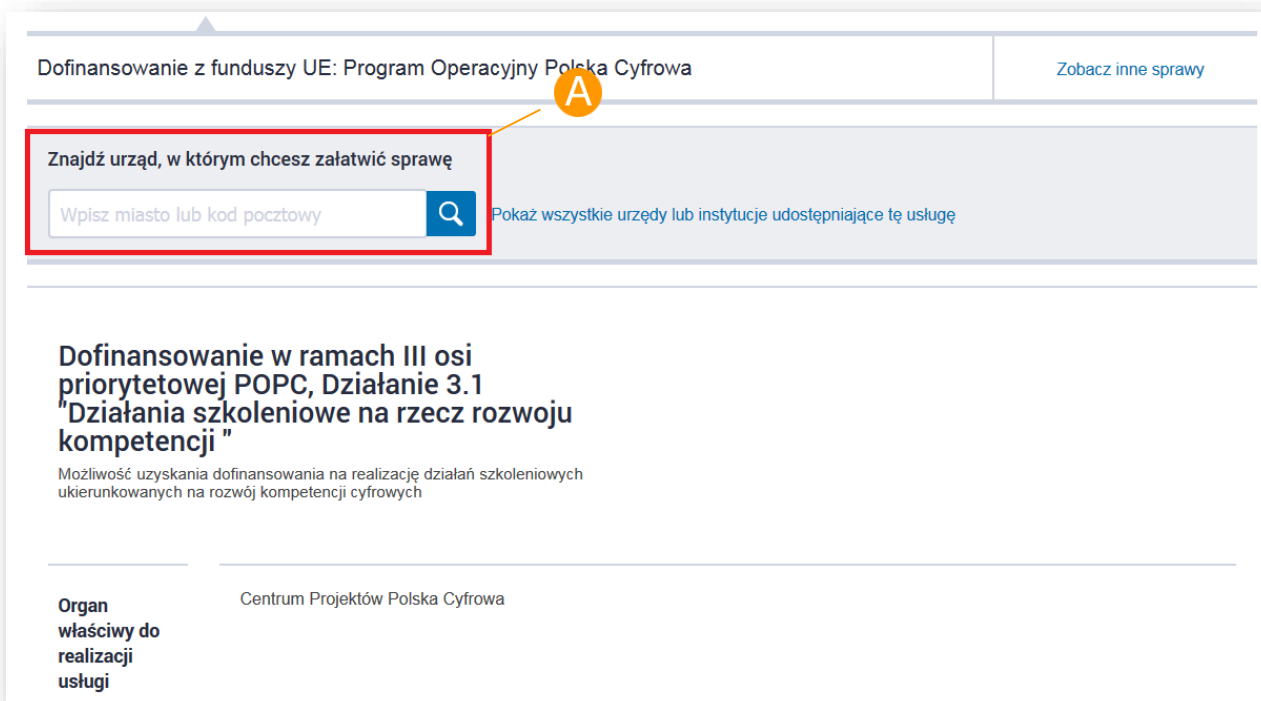 Dofinansowanie z funduszy UE: Program Operacyjny Polska Cyfrowa
Zobacz inne sprawy
A
Znajdź urząd, w którym chcesz załatwić sprawę
Wpisz miasto lub kod pocztowy
Pokaż wszystkie urzędy lub instytucje udostępniające tę usługę
Dofinansowanie w ramach III osi
priorytetowej POPC, Działanie 3.1
"Działania szkoleniowe na rzecz rozwoju
kompetencji "
Możliwość uzyskania dofinansowania na realizację działań szkoleniowych
ukierunkowanych na rozwój kompetencji cyfrowych
Organ
właściwy do
realizacji
usługi
Centrum Projektów Polska Cyfrowa